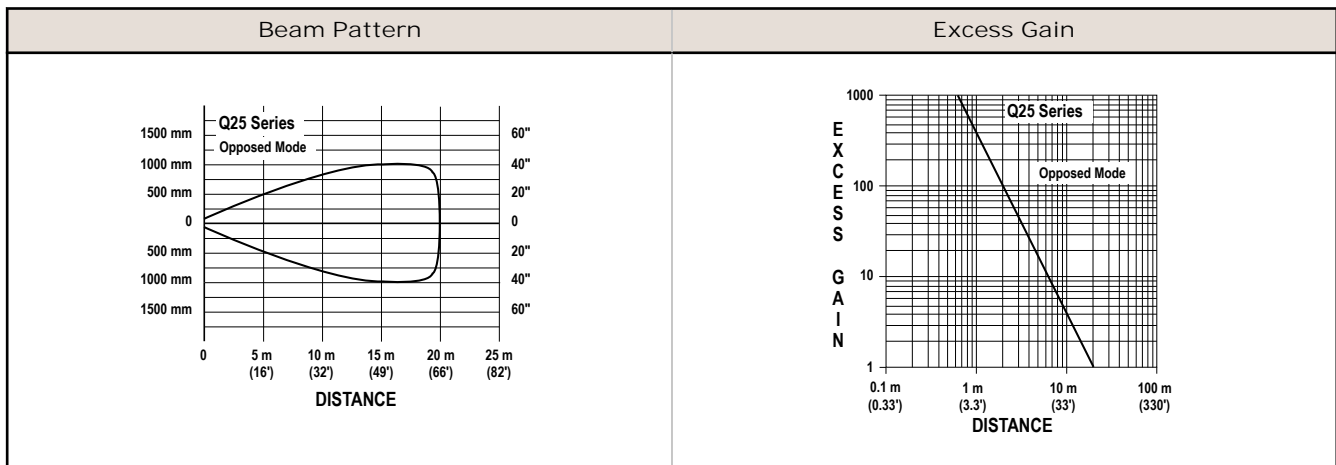 Beam Pattern
Excess Gain
Q25 Series
Opposed Mode
1500 mm
1000 mm
500 mm
0
500 mm
1000 mm
1500 mm
60"
40"
20"
0
20"
40"
60"
0 5 m 10 m 15 m 20 m 25 m
(16') (32') (49') (66') (82')
DISTANCE
EXCESS GAIN
1000
100
10
1
Q25 Series
Opposed Mode
0.1 m 1 m 10 m 100 m
(0.33') (3.3') (33') (330')
DISTANCE